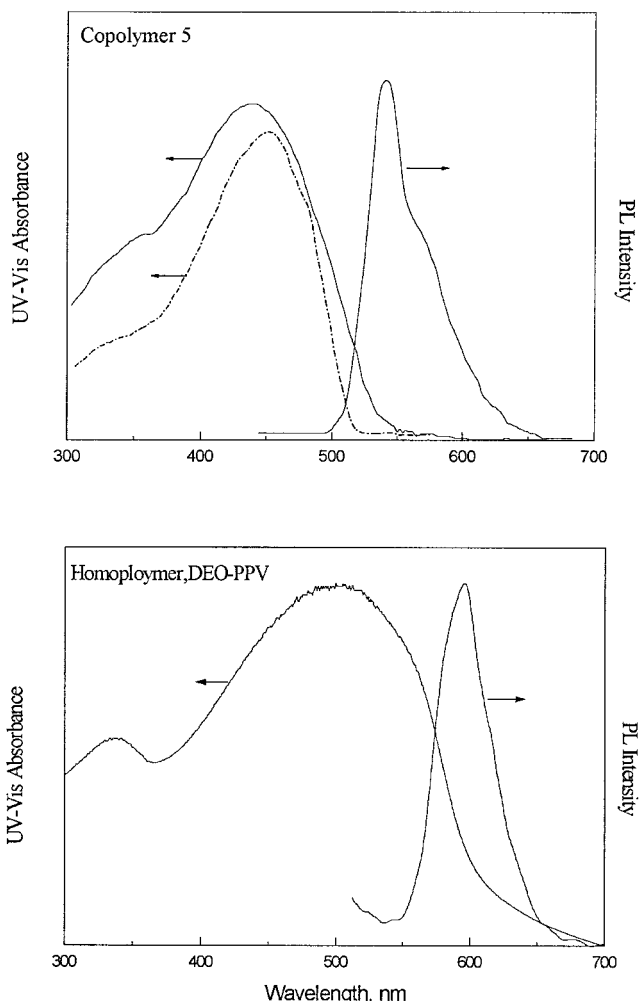 Copolymer 5
UV-Vis Absorbance
PL Intensity
300 400 500 600 700
Homoploymer,DEO-PPV
UV-Vis Absorbance
PL Intensity
300 400 500 600 700
Wavelength, nm